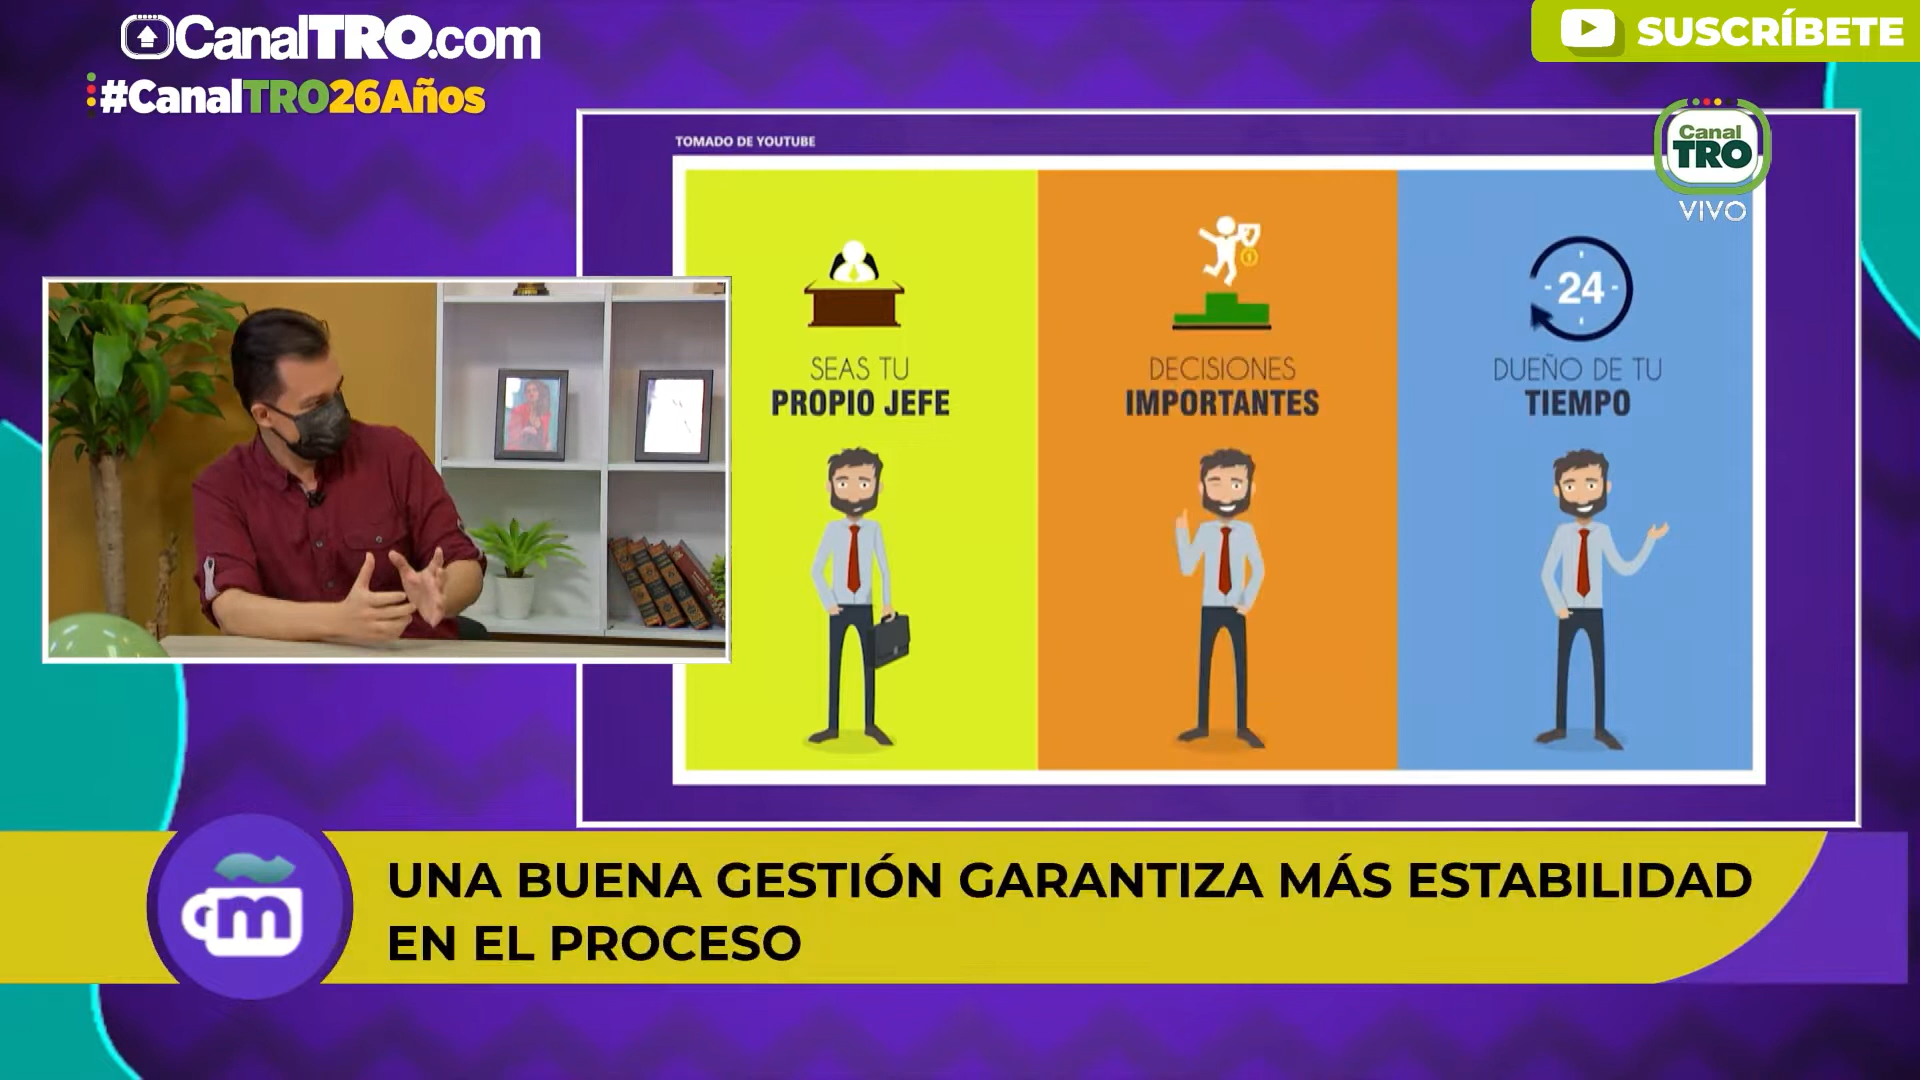 CanalTRO.com
#CanalTRO26Años
SUSCRÍBETE
TOMADO DE YOUTUBE
Canal
TRO
VIVO
SEAS TU
PROPIO JEFE
DECISIONES
IMPORTANTES
24
DUEÑO DE TU
TIEMPO
m
UNA BUENA GESTIÓN GARANTIZA MÁS ESTABILIDAD
EN EL PROCESO